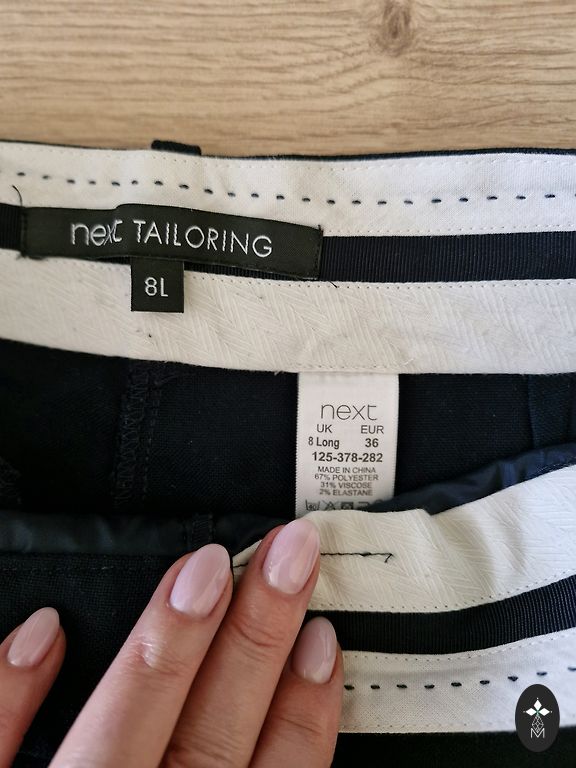 next TAILORING
8L
next
UK EUR
8 Long 36
125-378-282
MADE IN CHINA
67% POLYESTER
31% VISCOSE
2% ELASTANE
M